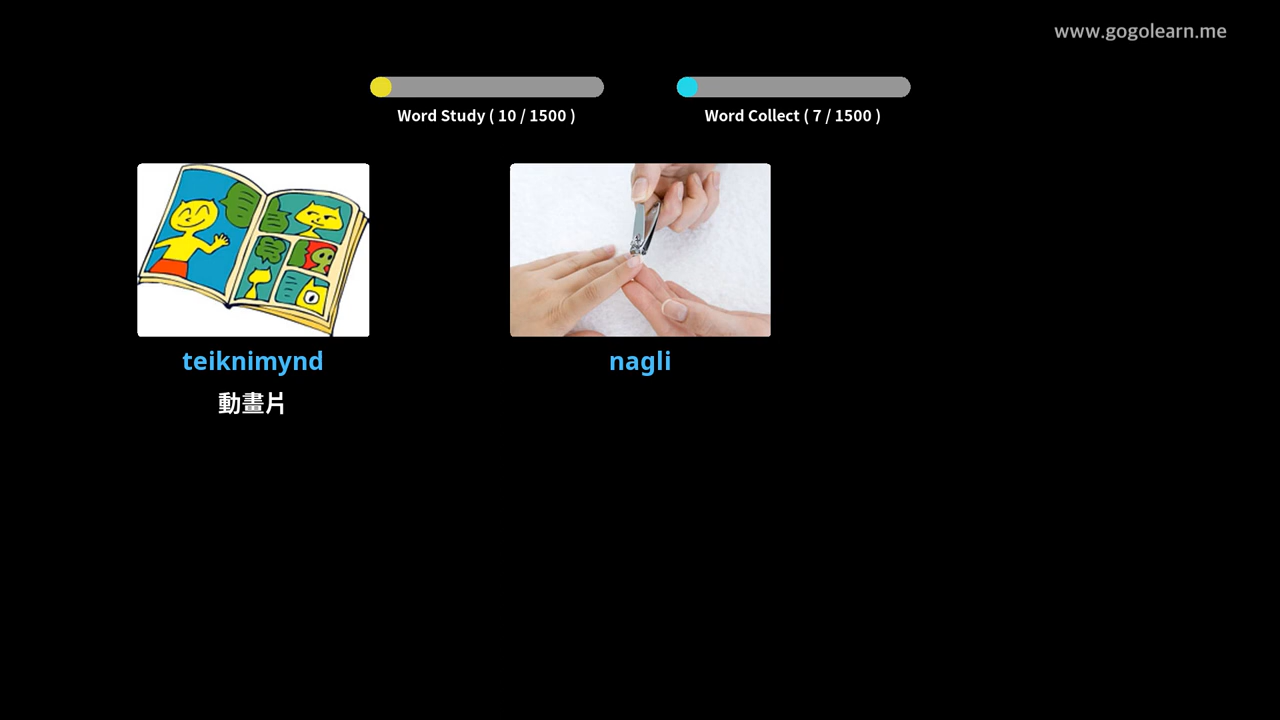 www.gogolearn.me
Word Study ( 10 / 1500 )
Word Collect ( 7 / 1500 )
teiknimynd
nagli
動畫片